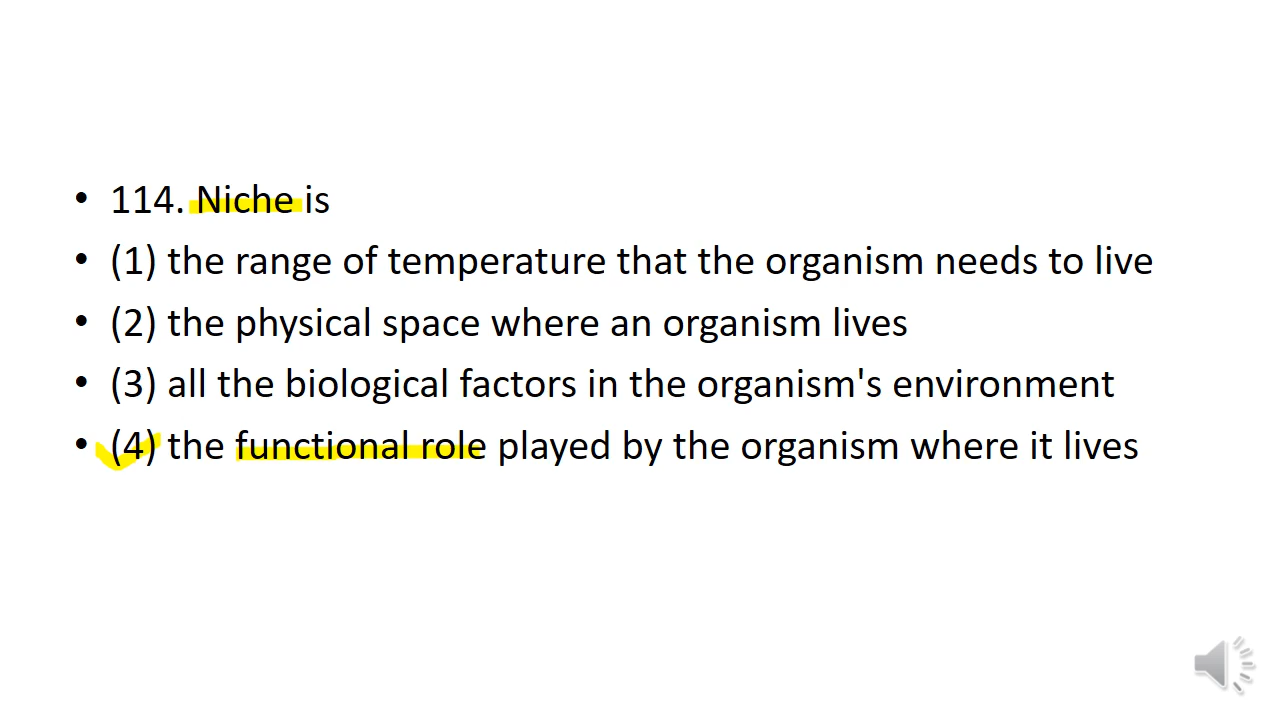 • 114. Niche is
• (1) the range of temperature that the organism needs to live
• (2) the physical space where an organism lives
• (3) all the biological factors in the organism's environment
• (4) the functional role played by the organism where it lives